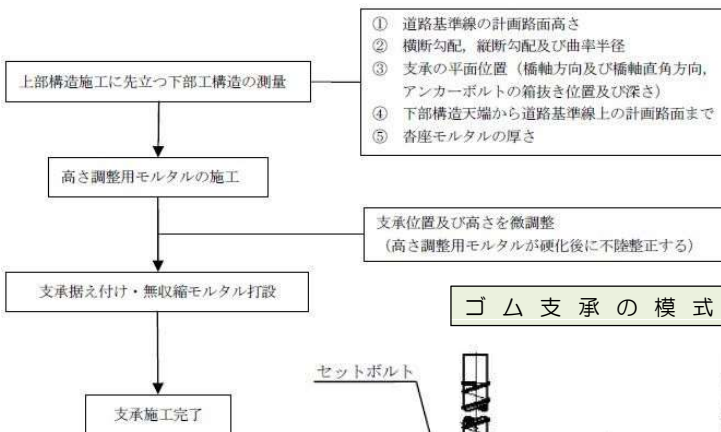 ① 道路基準線の計画路面高さ
② 横断勾配，縦断勾配及び曲率半径
③ 支承の平面位置（橋軸方向及び橋軸直角方向，
アンカーボルトの箱抜き位置及び深さ）
④ 下部構造天端から道路基準線上の計画路面まで
⑤ 沓座モルタルの厚さ
上部構造施工に先立つ下部工構造の測量
高さ調整用モルタルの施工
支承位置及び高さを微調整
（高さ調整用モルタルが硬化後に不陸整正する）
支承据え付け・無収縮モルタル打設
ゴム支承の模式
セットボルト
支承施工完了